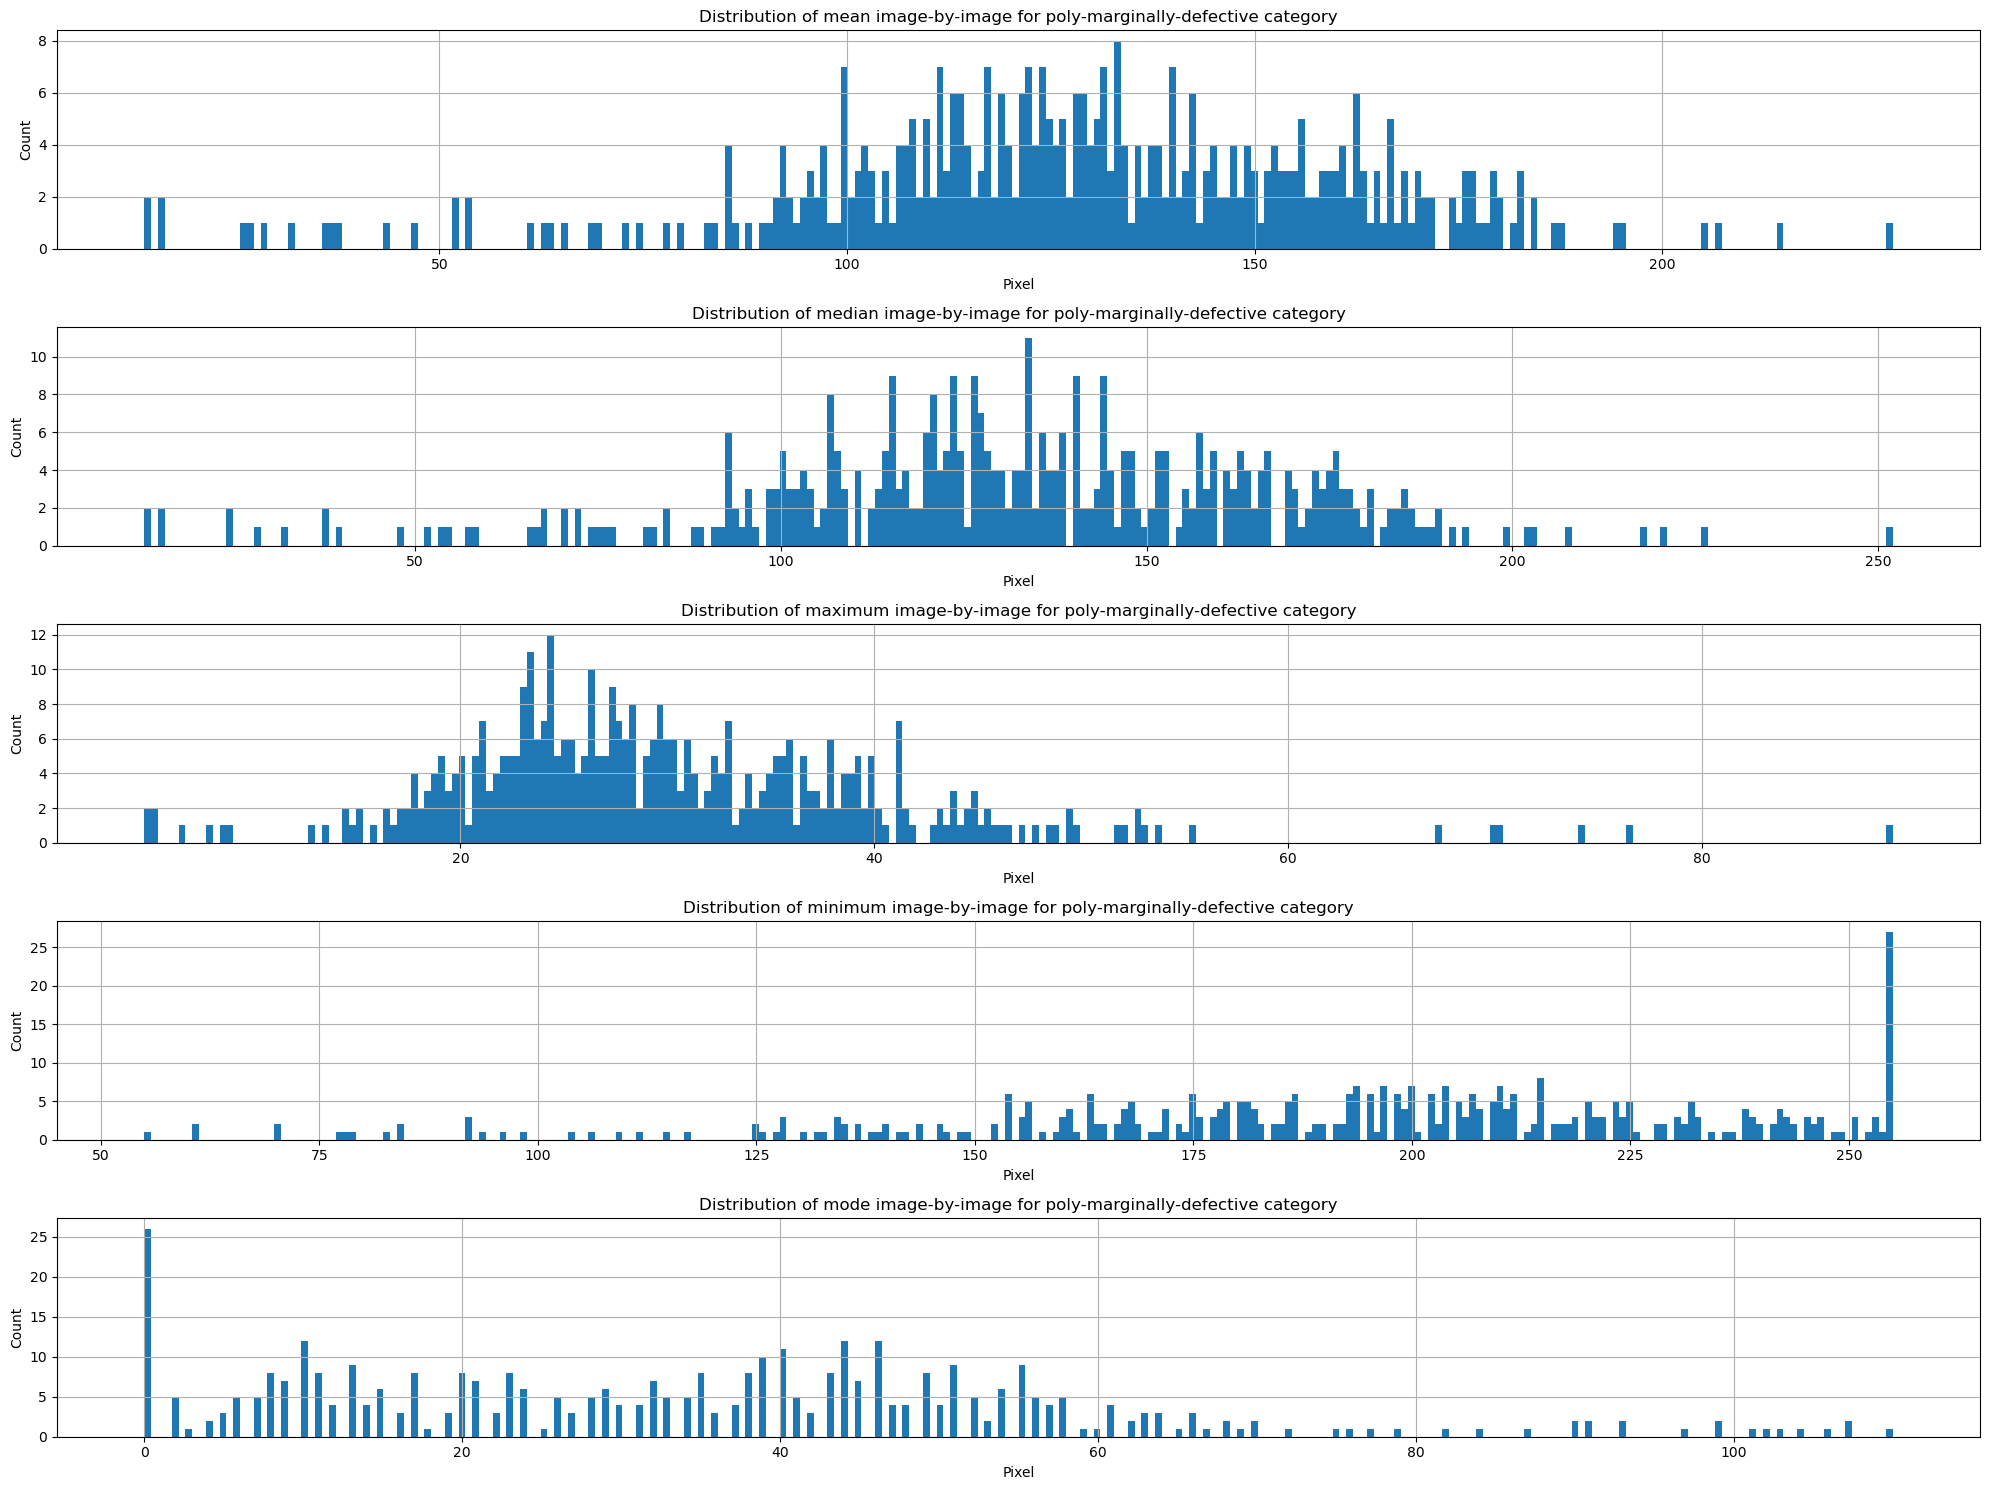 Distribution of mean image-by-image for poly-marginally-defective category
8
6
4
2
0
Count
50 100 150 200
Pixel
Distribution of median image-by-image for poly-marginally-defective category
10
8
6
4
2
0
Count
50 100 150 200 250
Pixel
Distribution of maximum image-by-image for poly-marginally-defective category
12
10
8
6
4
2
0
Count
20 40 60 80
Pixel
Distribution of minimum image-by-image for poly-marginally-defective category
25
20
15
10
5
0
Count
50 75 100 125 150 175 200 225 250
Pixel
Distribution of mode image-by-image for poly-marginally-defective category
25
20
15
10
5
0
Count
0 20 40 60 80 100
Pixel